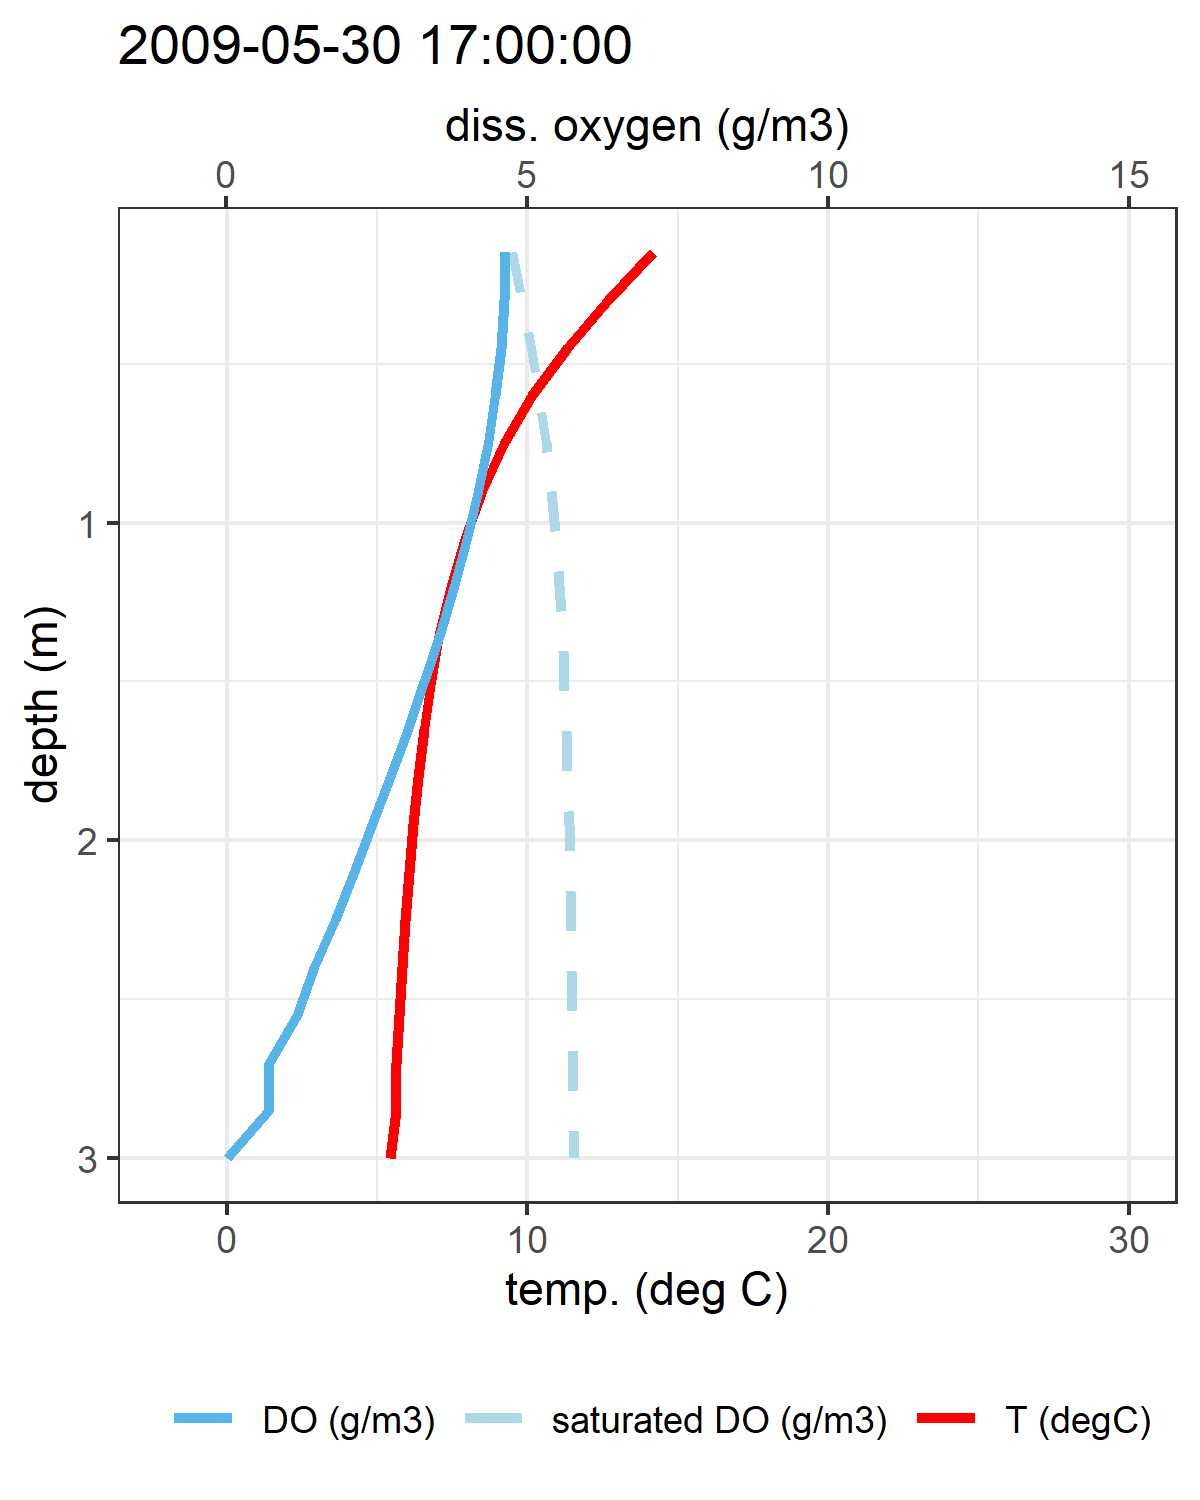 2009-05-30 17:00:00
diss. oxygen (g/m3)
0 5 10 15
depth (m)
1
2
3
0 10 20 30
temp. (deg C)
DO (g/m3) saturated DO (g/m3) T (degC)